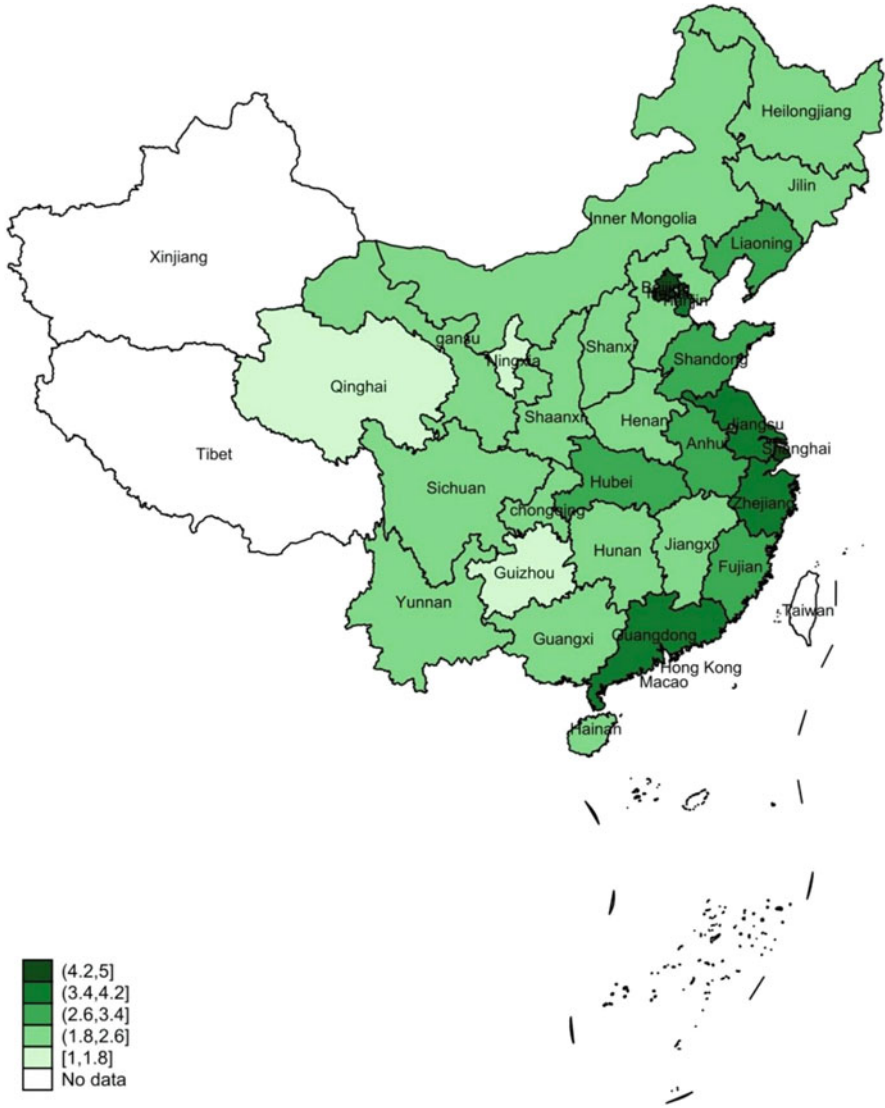 Heilongjiang
Jilin
Inner Mongolia
Liaoning
Xinjiang
Beijing
Tianjin
gansu
Shanxi
Ningxia
Shandong
Qinghai
Shaanxi
Henan
Jiangsu
Anhui
Shanghai
Tibet
Sichuan
Hubei
Zhejiang
chongqing
Hunan
Jiangxi
Guizhou
Fujian
Yunnan
Taiwan
Guangxi
Guangdong
Hong Kong
Macao
Hainan
(4.2,5]
(3.4,4.2]
(2.6,3.4]
(1.8,2.6]
[1,1.8]
No data